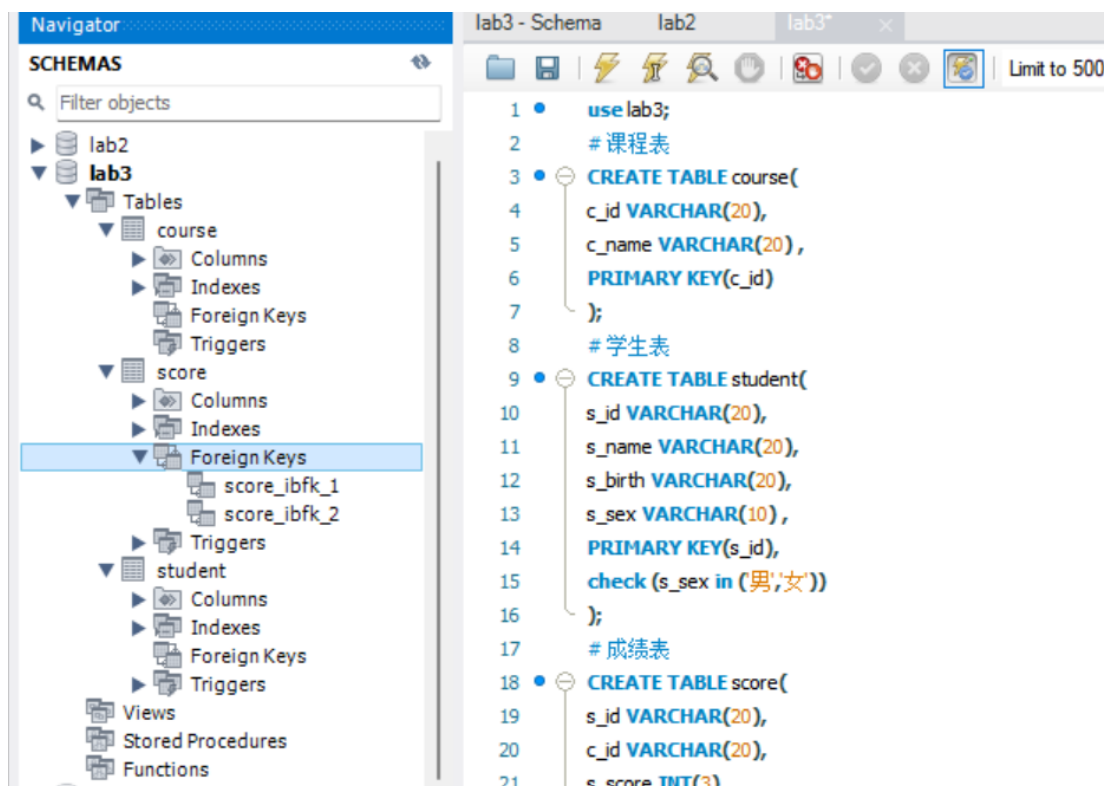 Navigator
SCHEMAS
Filter objects
lab2
lab3
Tables
course
Columns
Indexes
Foreign Keys
Triggers
score
Columns
Indexes
Foreign Keys
score_ibfk_1
score_ibfk_2
Triggers
student
Columns
Indexes
Foreign Keys
Triggers
Views
Stored Procedures
Functions
lab3 - Schema lab2 lab3*
Limit to 500
1 use lab3;
2 #课程表
3 CREATE TABLE course(
4 c_id VARCHAR(20),
5 c_name VARCHAR(20) ,
6 PRIMARY KEY(c_id)
7 );
8 #学生表
9 CREATE TABLE student(
10 s_id VARCHAR(20),
11 s_name VARCHAR(20),
12 s_birth VARCHAR(20),
13 s_sex VARCHAR(10) ,
14 PRIMARY KEY(s_id),
15 check (s_sex in ('男','女'))
16 );
17 #成绩表
18 CREATE TABLE score(
19 s_id VARCHAR(20),
20 c_id VARCHAR(20),
21 s_score INT(3)